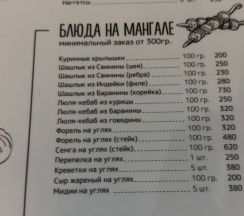 Наггетсы
БЛЮДА НА МАНГАЛЕ
минимальный заказ от 300гр.
Куринные крылышки 100 гр. 200
Шашлык из Свинины (шея) 100 гр. 250
Шашлык из Свинины (ребра) 100 гр. 230
Шашлык из Индейки (филе) 100 гр. 280
Шашлык из Баранины (корейка) 100 гр. 730
Люля-кебаб из курицы 100 гр. 250
Люля-кебаб из баранины 100 гр. 320
Люля-кебаб из говядины 100 гр. 320
Форель на углях 100 гр. 320
Форель на углях (стейк) 100 гр. 480
Семга на углях (стейк) 100 гр. 620
Перепелка на углях 1 шт. 250
Креветки на углях 5 шт. 380
Сыр жареный на углях 100 гр. 200
Мидии на углях 5 шт. 380